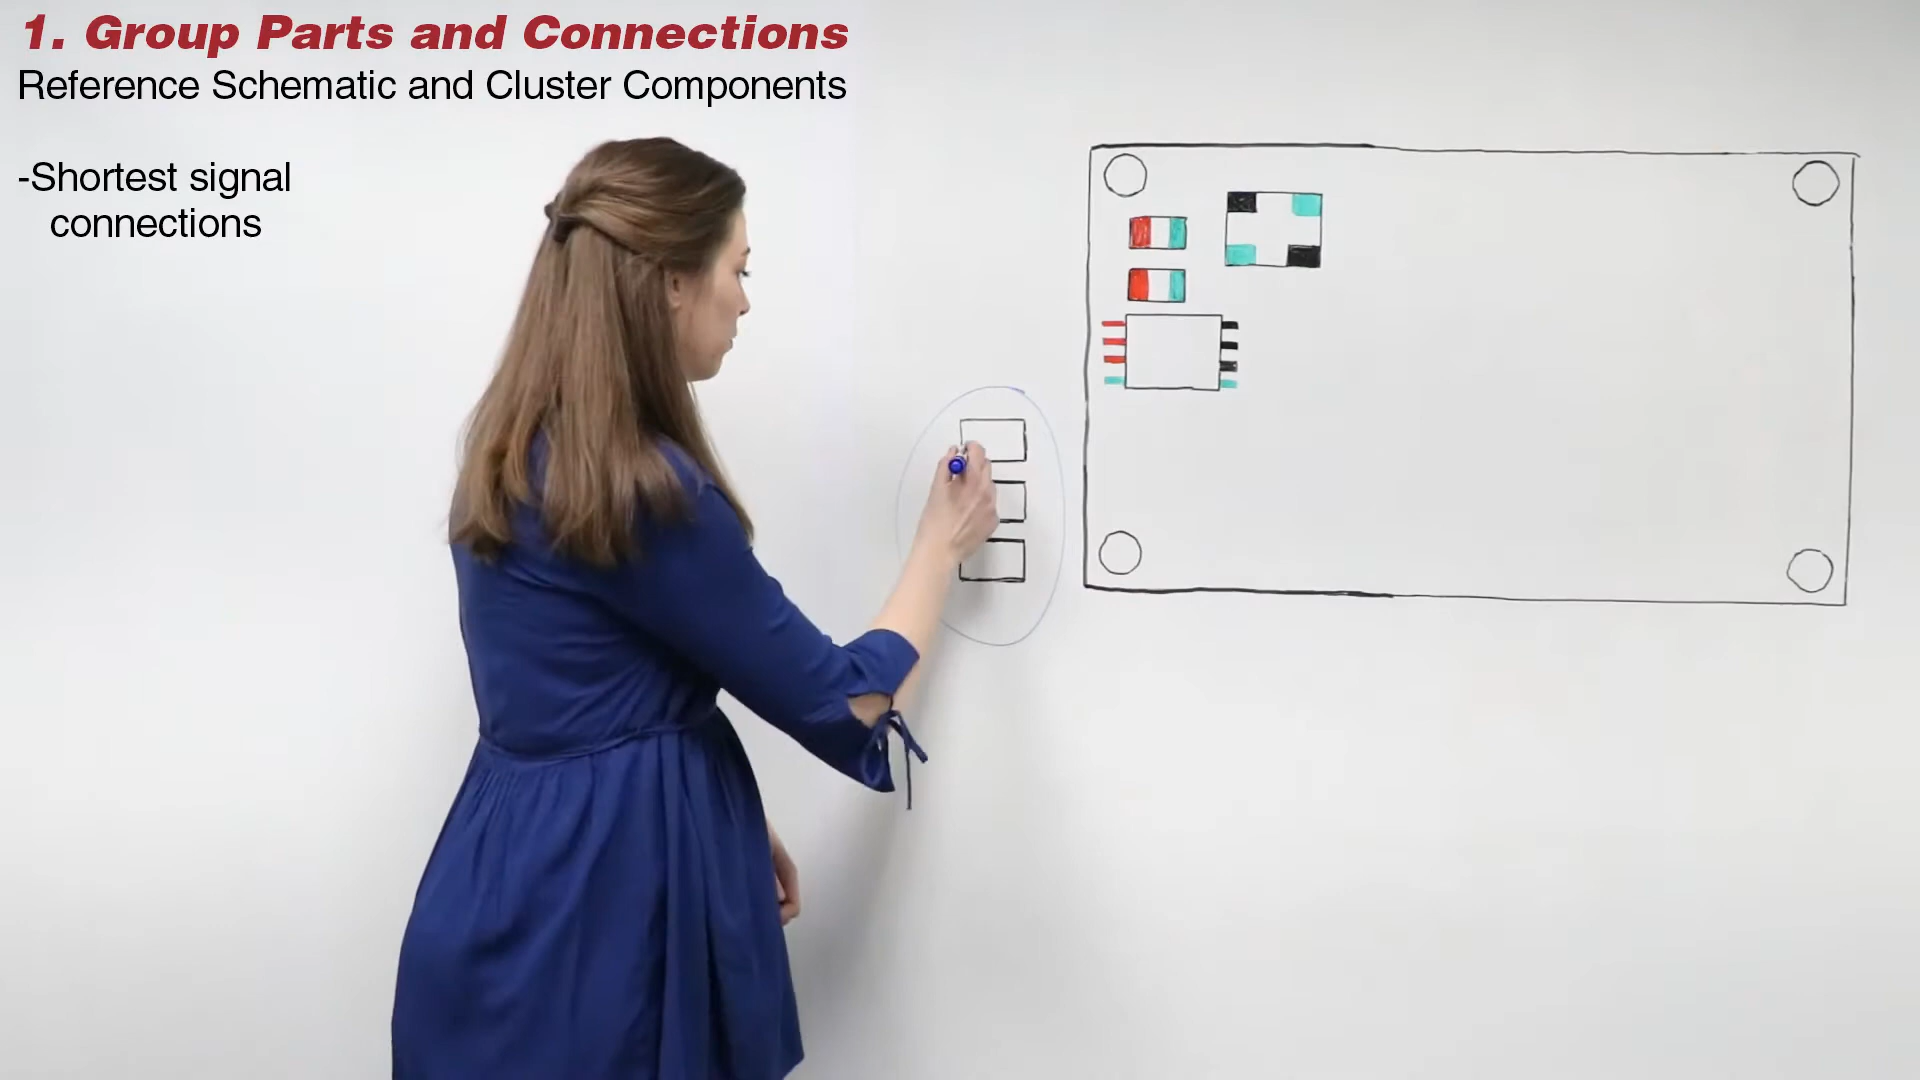 1. Group Parts and Connections
Reference Schematic and Cluster Components
-Shortest signal
connections